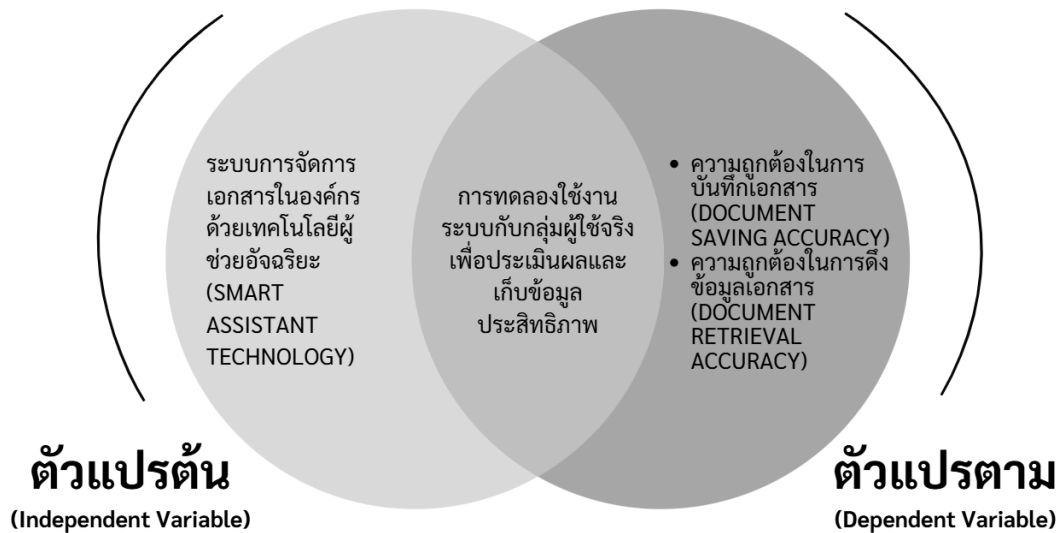 ระบบการจัดการ
เอกสารในองค์กร
ด้วยเทคโนโลยีผู้
ช่วยอัจฉริยะ
(SMART
ASSISTANT
TECHNOLOGY)
การทดลองใช้งาน
ระบบกับกลุ่มผู้ใช้จริง
เพื่อประเมินผลและ
เก็บข้อมูล
ประสิทธิภาพ
• ความถูกต้องในการ
บันทึกเอกสาร
(DOCUMENT
SAVING ACCURACY)
• ความถูกต้องในการดึง
ข้อมูลเอกสาร
(DOCUMENT
RETRIEVAL
ACCURACY)
ตัวแปรต้น
(Independent Variable)
ตัวแปรตาม
(Dependent Variable)